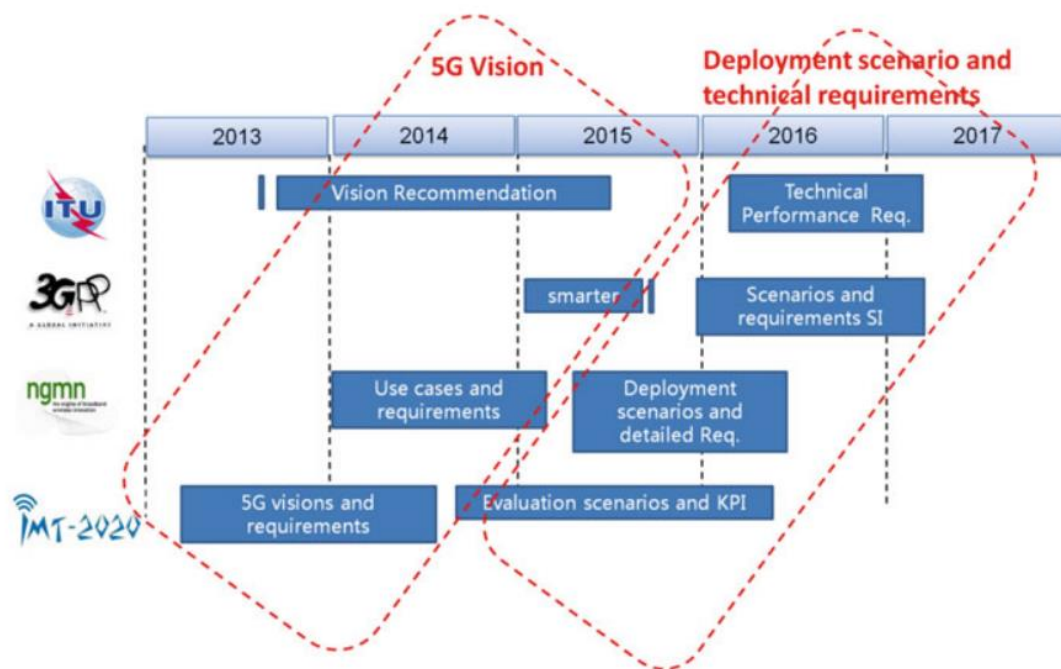 5G Vision
Deployment scenario and
technical requirements
2013
2014
2015
2016
2017
ITU
Vision Recommendation
Technical
Performance Req.
3GPP
A GLOBAL INITIATIVE
smarter
Scenarios and
requirements SI
ngmn
Use cases and
requirements
Deployment
scenarios and
detailed Req.
IMT-2020
5G visions and
requirements
Evaluation scenarios and KPI